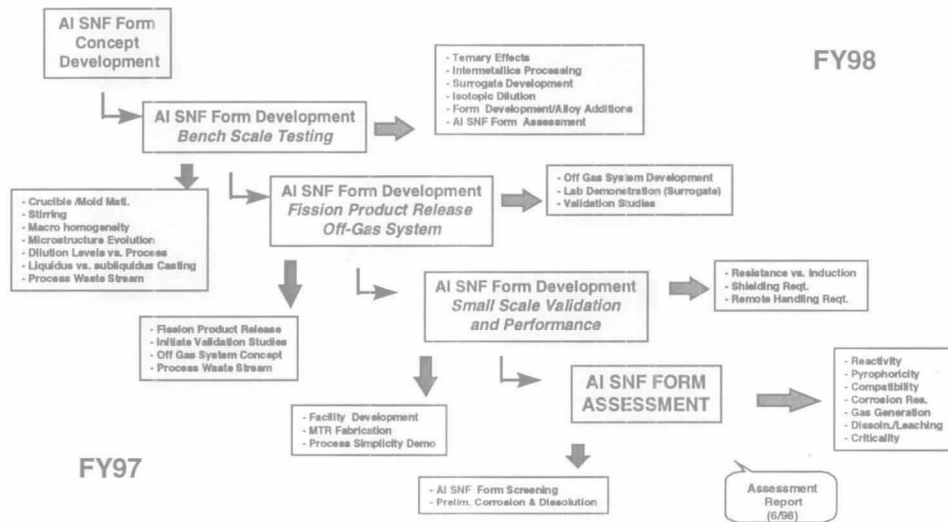 Al SNF Form
Concept
Development
FY98
- Ternary Effects
- Intermetallics Processing
- Surrogate Development
- Isotopic Dilution
- Form Development/Alloy Additions
- Al SNF Form Assessment
Al SNF Form Development
Bench Scale Testing
- Off Gas System Development
- Lab Demonstration (Surrogate)
- Validation Studies
Al SNF Form Development
Fission Product Release
Off-Gas System
- Crucible /Mold Matl.
- Stirring
- Macro homogeneity
- Microstructure Evolution
- Dilution Levels vs. Process
- Liquidus vs. subliquidus Casting
- Process Waste Stream
- Resistance vs. Induction
- Shielding Reqt.
- Remote Handling Reqt.
Al SNF Form Development
Small Scale Validation
and Performance
- Fission Product Release
- Initiate Validation Studies
- Off Gas System Concept
- Process Waste Stream
- Reactivity
- Pyrophoricity
- Compatibility
- Corrosion Res.
- Gas Generation
- Dissoln./Leaching
- Criticality
Al SNF FORM
ASSESSMENT
- Facility Development
- MTR Fabrication
- Process Simplicity Demo
FY97
- Al SNF Form Screening
- Prelim. Corrosion & Dissolution
Assessment
Report
(6/98)